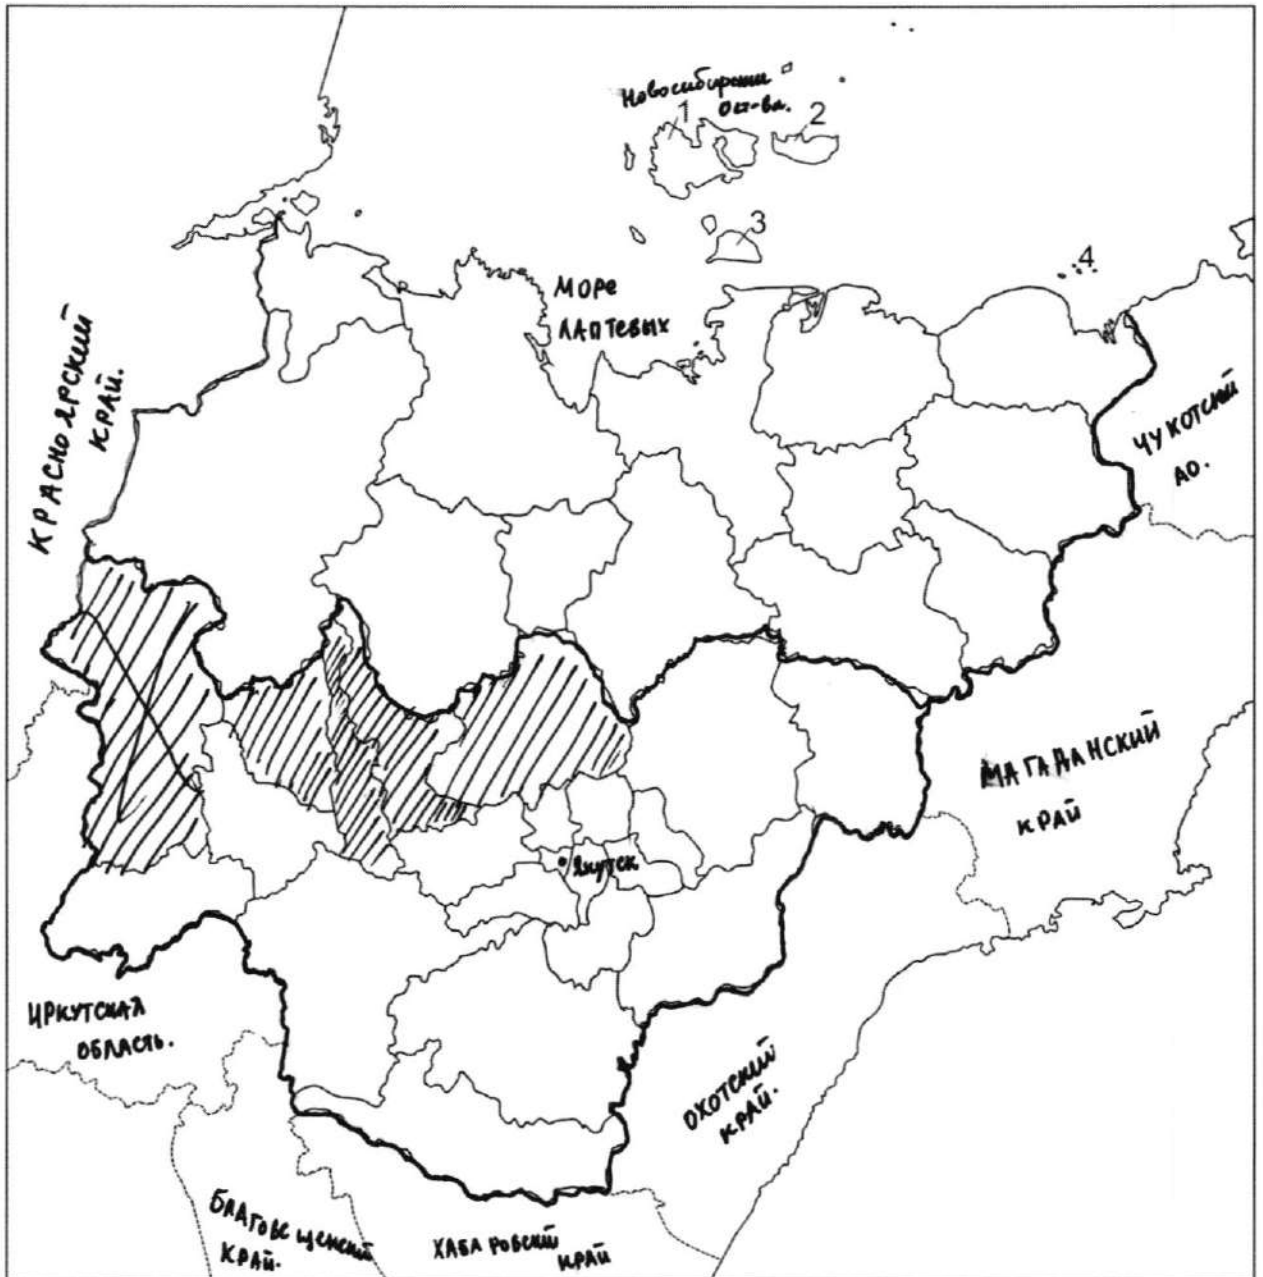 Новосибирские
Ост-ва.
1
2
3
4
МОРЕ
ЛАПТЕВЫХ
КРАСНОЯРСКИЙ
КРАЙ.
ЧУКОТСКИЙ
АО.
МАГАДАНСКИЙ
КРАЙ
Якутск
ИРКУТСКАЯ
ОБЛАСТЬ.
ОХОТСКИЙ
КРАЙ.
БЛАГОВЕЩЕНСКИЙ
КРАЙ.
ХАБАРОВСКИЙ
КРАЙ